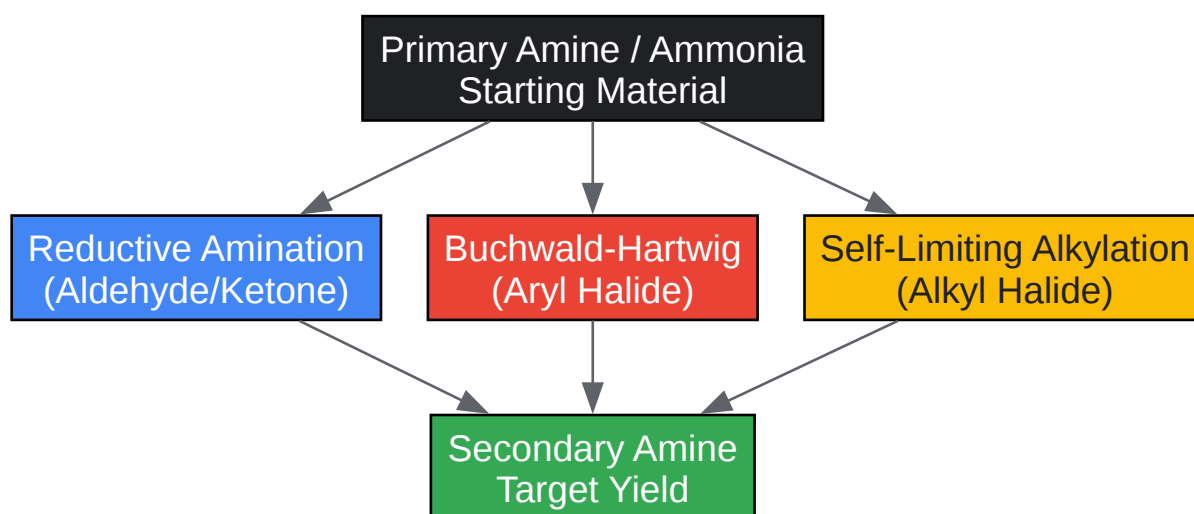 Primary Amine / Ammonia
Starting Material
Reductive Amination
(Aldehyde/Ketone)
Buchwald-Hartwig
(Aryl Halide)
Self-Limiting Alkylation
(Alkyl Halide)
Secondary Amine
Target Yield